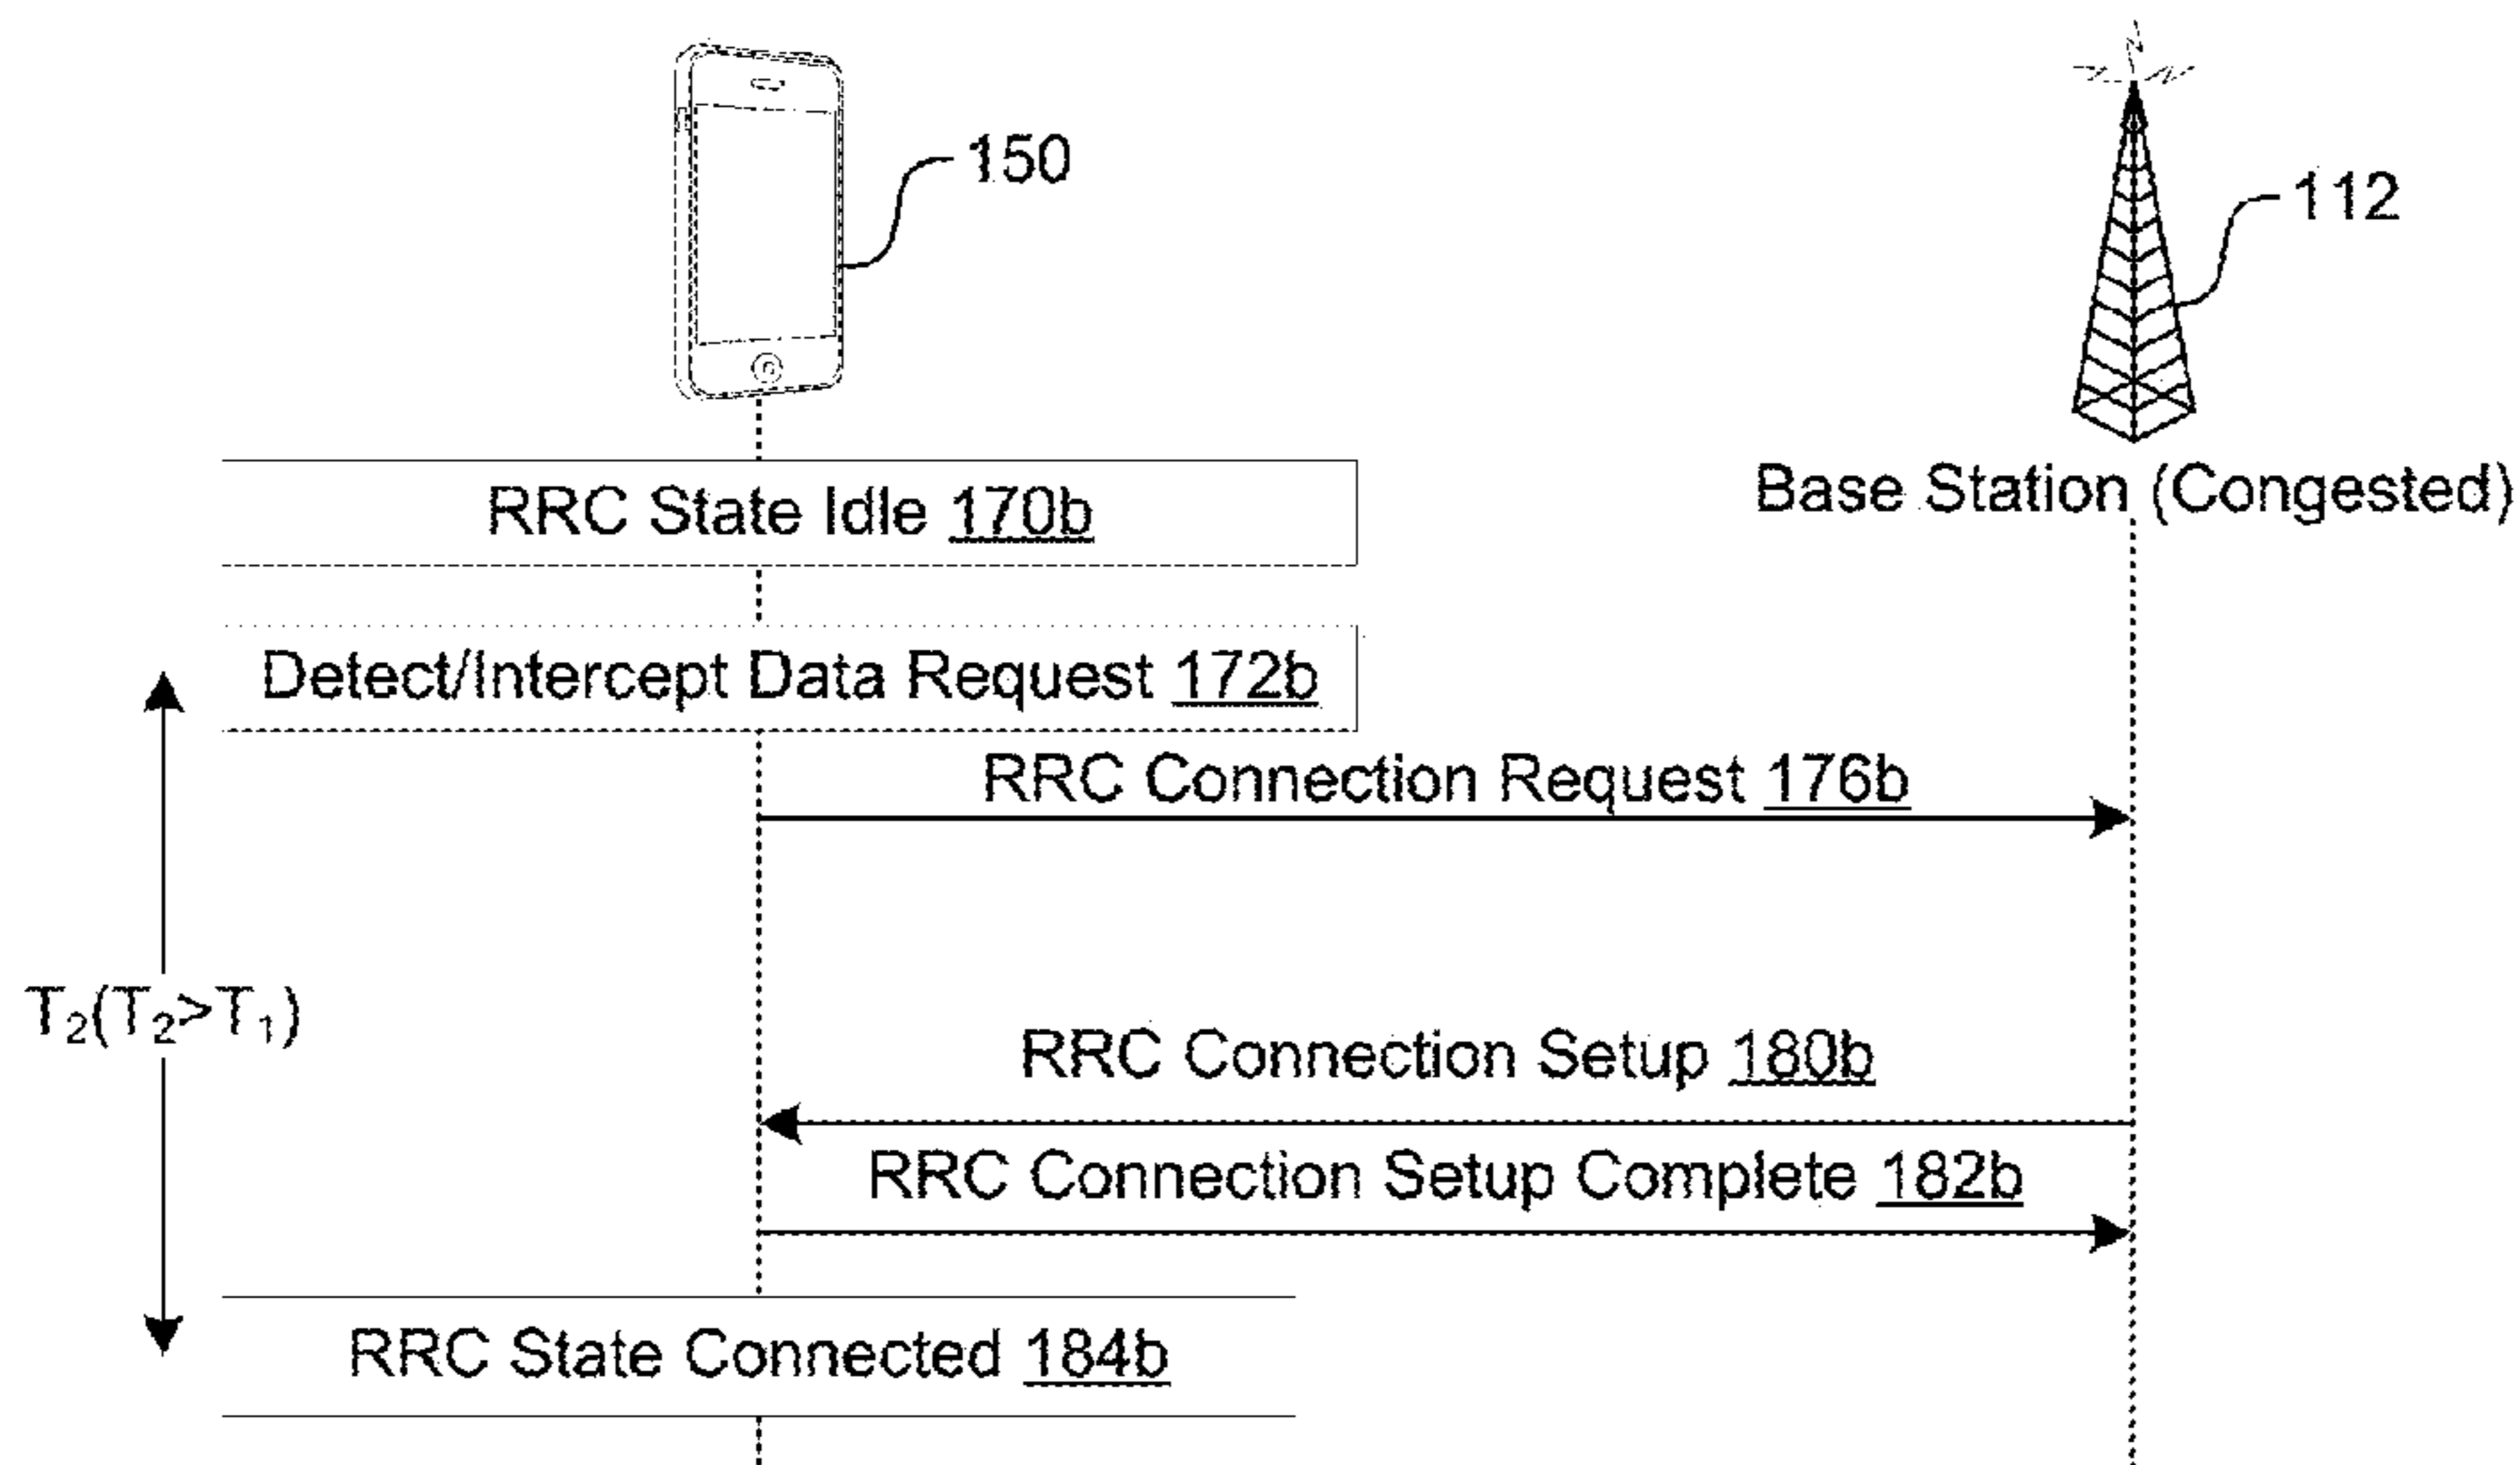 150
112
RRC State Idle 170b
Base Station (Congested)
Detect/Intercept Data Request 172b
RRC Connection Request 176b
T₂(T₂>T₁)
RRC Connection Setup 180b
RRC Connection Setup Complete 182b
RRC State Connected 184b